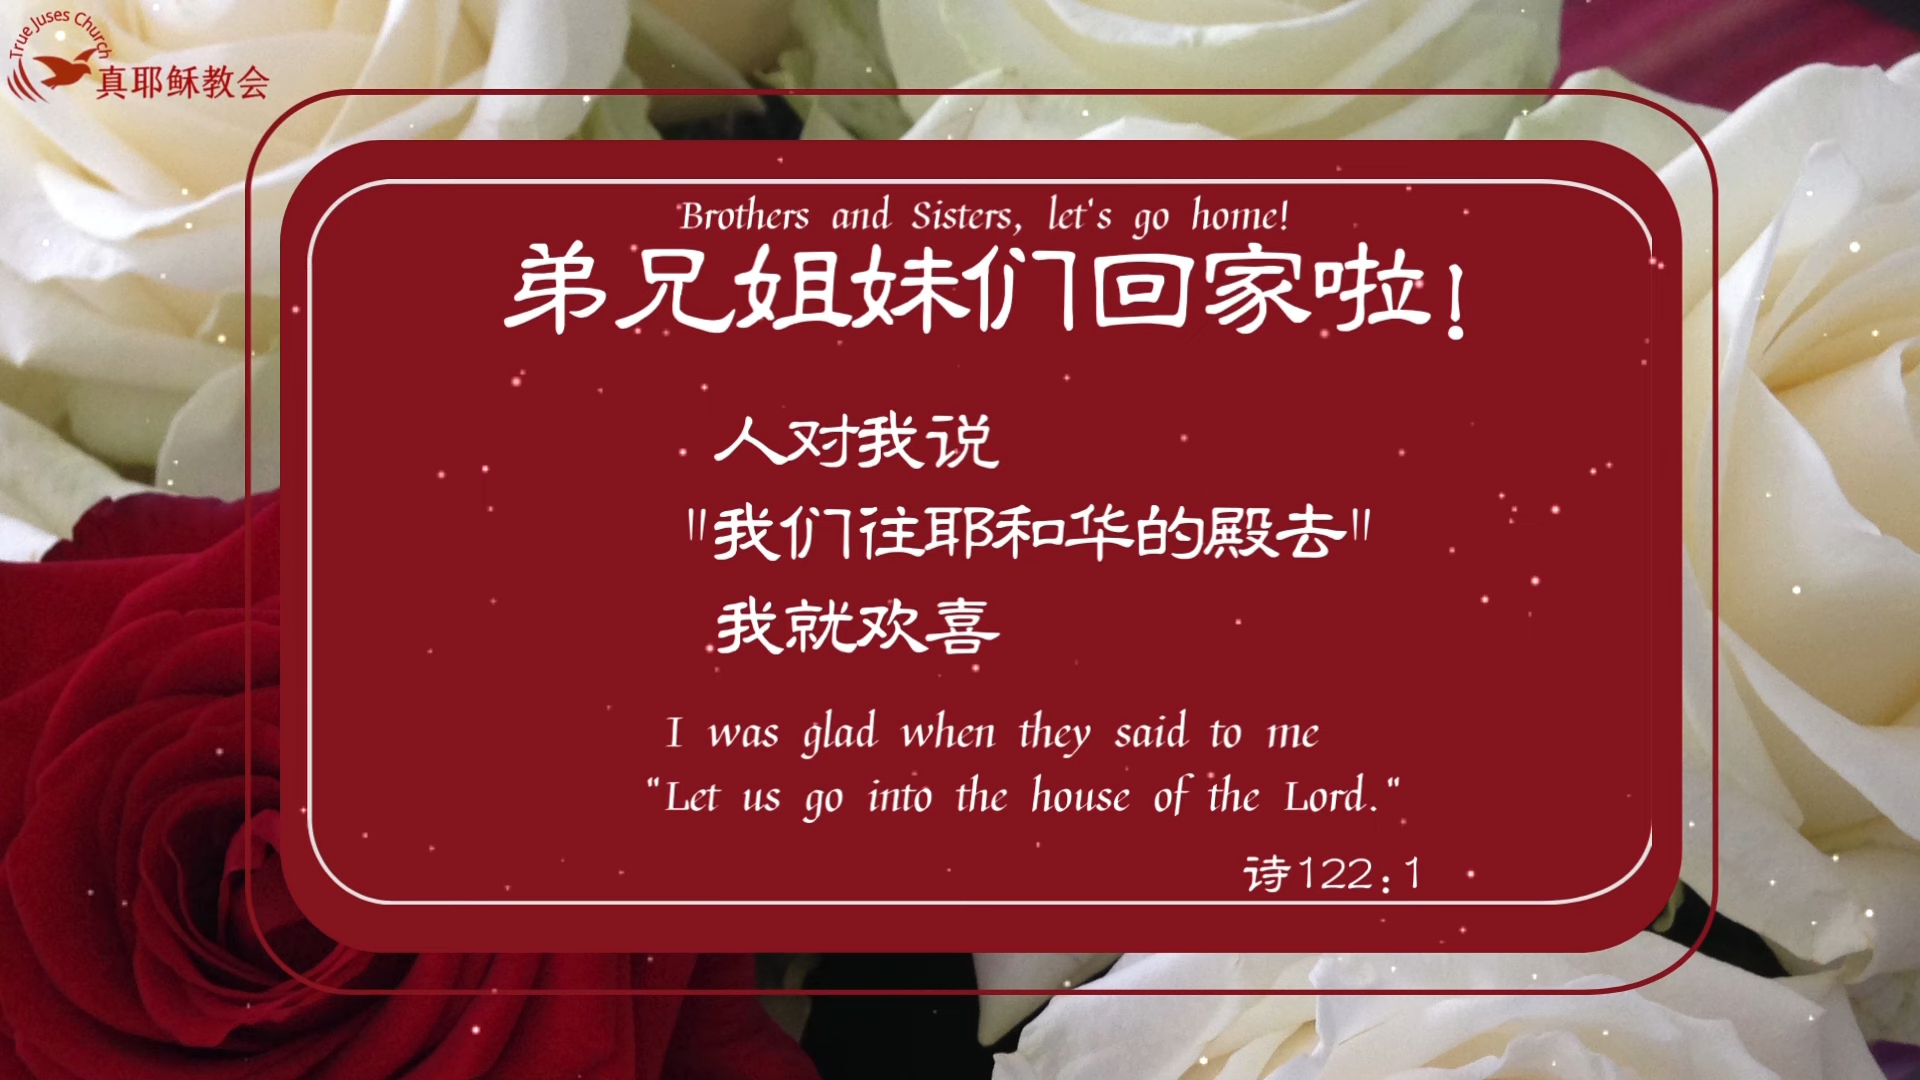 True Juses Church
真耶稣教会
Brothers and Sisters, let's go home!
弟兄姐妹们回家啦!
人对我说
"我们往耶和华的殿去"
我就欢喜
I was glad when they said to me
"Let us go into the house of the Lord."
诗122:1